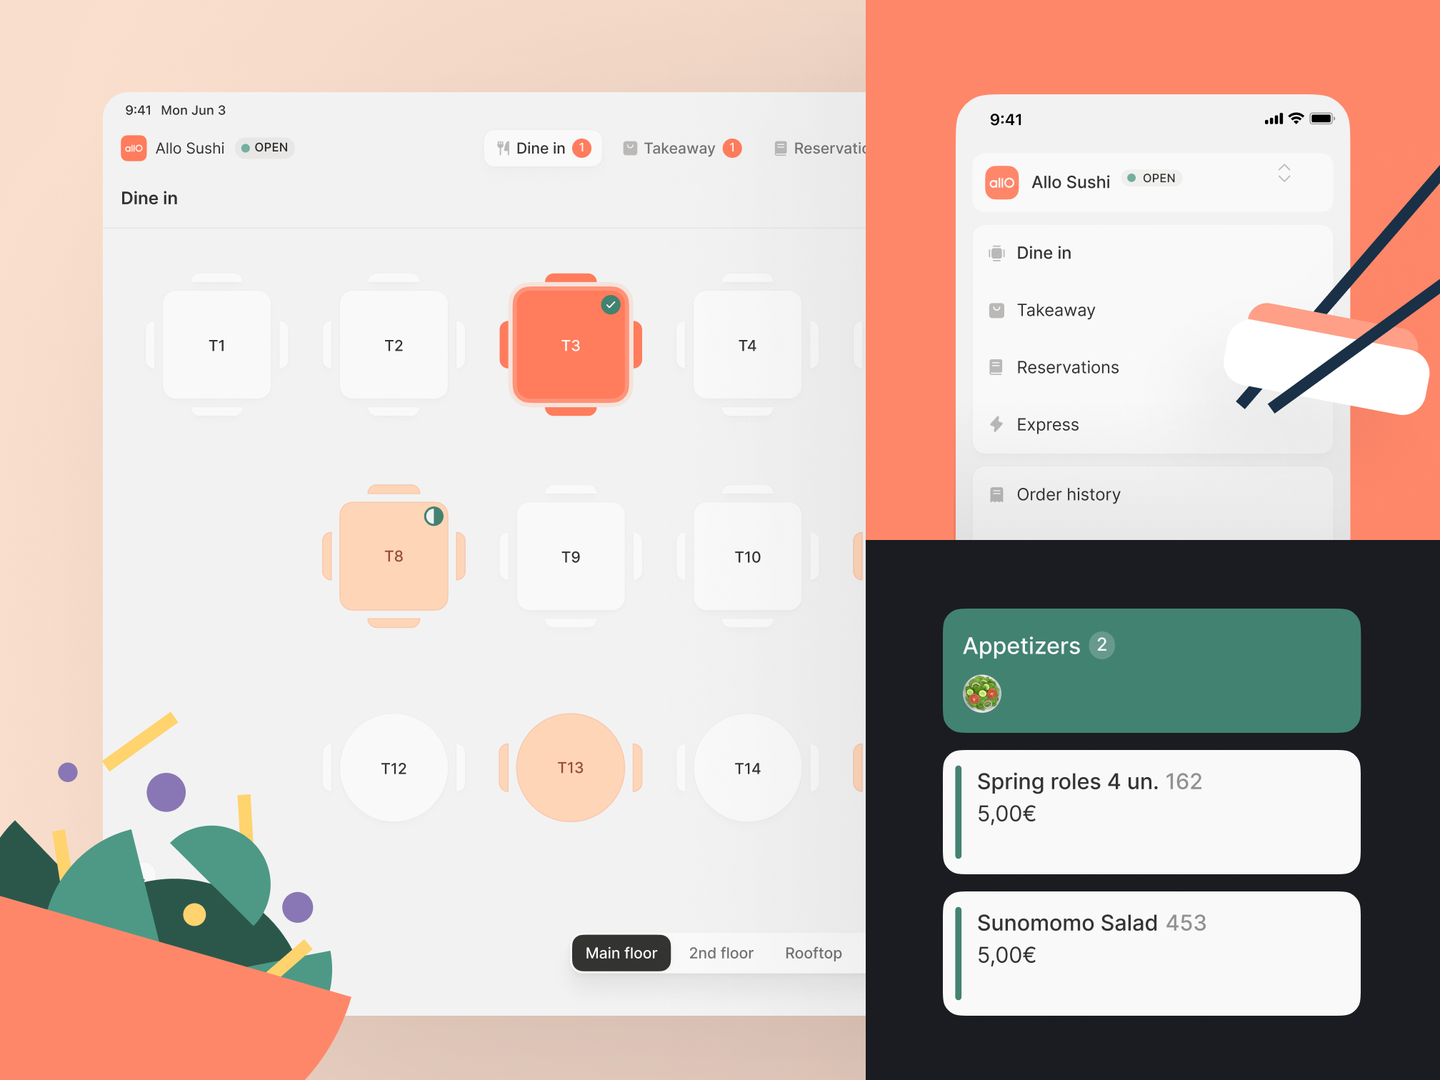 9:41 Mon Jun 3
allO Allo Sushi OPEN
Dine in 1
Takeaway 1
Dine in
T1
T2
T3
T4
T8
T9
T10
T12
T13
T14
Main floor
2nd floor
Rooftop
9:41
allO Allo Sushi OPEN
Dine in
Takeaway
Reservations
Express
Order history
Appetizers 2
Spring roles 4 un. 162
5,00€
Sunomomo Salad 453
5,00€